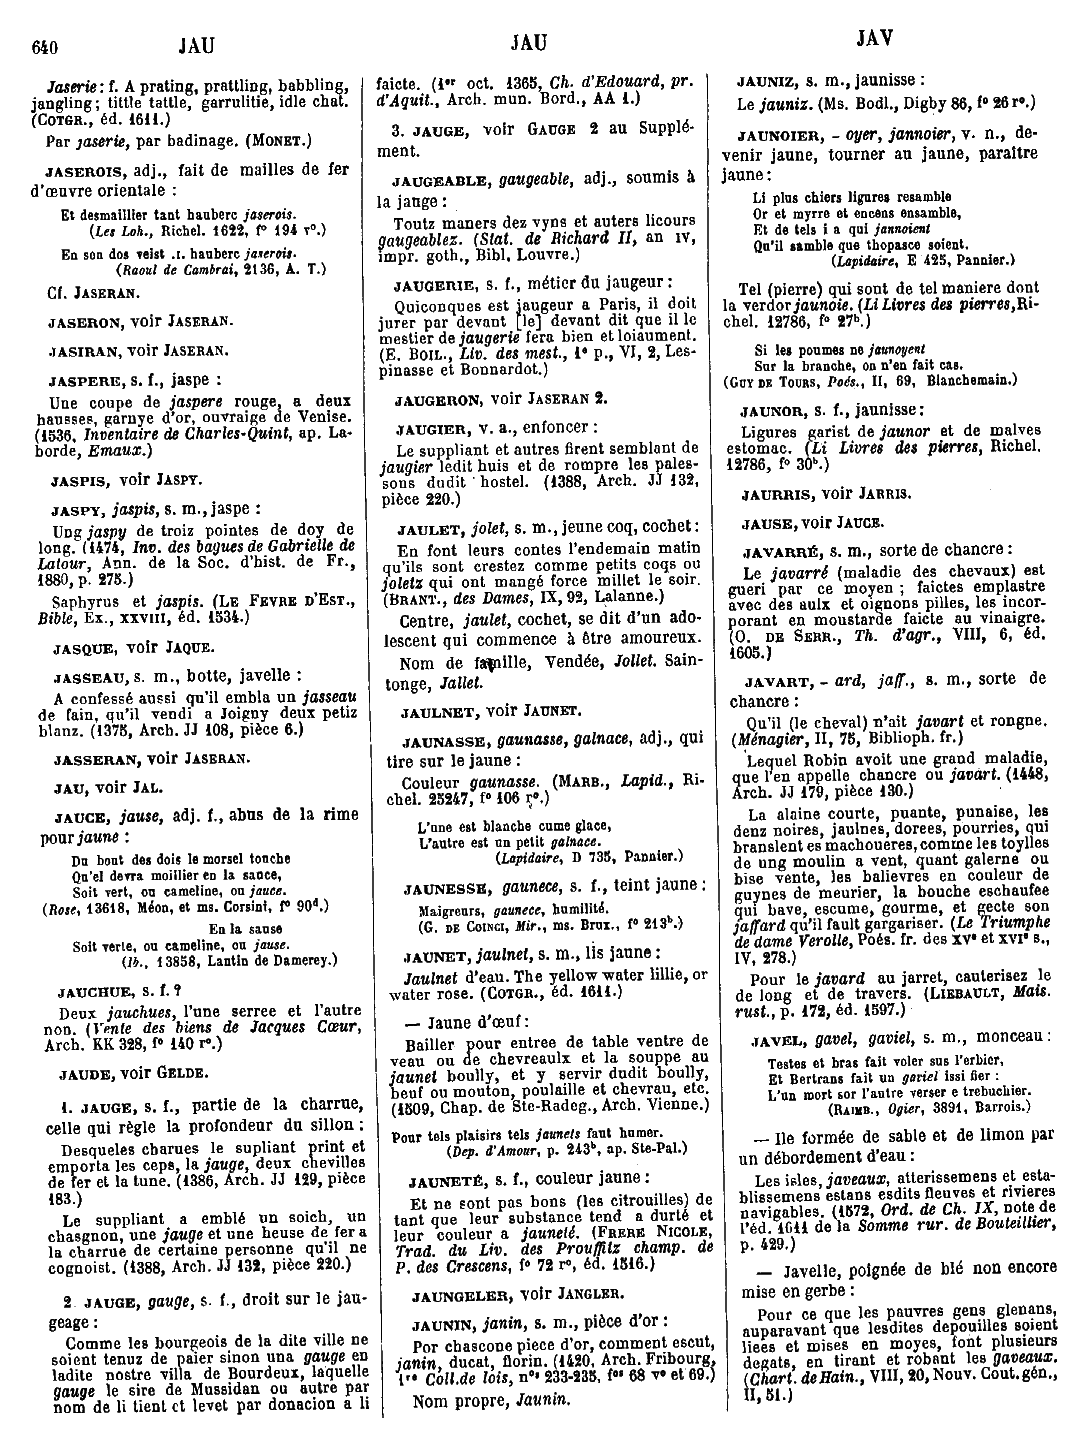 640
JAU
JAU
JAV
Jaserie: f. A prating, prattling, babbling,
jangling; tittle tattle, garrulitie, idle chat.
(COTGR., éd. 1611.)
Par jaserie, par badinage. (MONET.)
JASEROIS, adj., fait de mailles de fer
d'œuvre orientale :
Et desmaillier tant hauberc jaserois.
(Les Loh., Richel. 1622, f° 194 r°.)
En son dos veist .I. hauberc jaserois.
(Raoul de Cambrai, 2136, A. T.)
Cf. JASERAN.
JASERON, voir JASERAN.
JASIRAN, voir JASERAN.
JASPERE, s. f., jaspe :
Une coupe de jaspere rouge, a deux
hausses, garnye d'or, ouvraige de Venise.
(1536, Inventaire de Charles-Quint, ap. La-
borde, Emaux.)
JASPIS, voir JASPY.
JASPY, jaspis, s. m., jaspe :
Ung jaspy de troiz pointes de doy de
long. (1474, Inv. des bagues de Gabrielle de
Latour, Ann. de la Soc. d'hist. de Fr.,
1880, p. 275.)
Saphyrus et jaspis. (LE FEVRE D'EST.,
Bible, Ex., XXVIII, éd. 1534.)
JASQUE, voir JAQUE.
JASSEAU, s. m., botte, javelle :
A confessé aussi qu'il embla un jasseau
de fain, qu'il vendi a Joigny deux petiz
blanz. (1375, Arch. JJ 108, pièce 6.)
JASSERAN, voir JASERAN.
JAU, voir JAL.
JAUCE, jause, adj. f., abus de la rime
pour jaune :
Du bout des dois le morsel touche
Qu'el devra moillier en la sauce,
Soit vert, ou cameline, ou jauce.
(Rose, 13618, Méon, et ms. Corsini, f° 90d.)
En la sause
Soit verte, ou cameline, ou jause.
(Ib., 13858, Lantin de Damerey.)
JAUCHUE, s. f. ?
Deux jauchues, l'une serree et l'autre
non. (Vente des biens de Jacques Cœur,
Arch. KK 328, f° 140 r°.)
JAUDE, voir GELDE.
1. JAUGE, s. f., partie de la charrue,
celle qui règle la profondeur du sillon :
Desqueles charues le supliant print et
emporta les ceps, la jauge, deux chevilles
de fer et la tune. (1386, Arch. JJ 129, pièce
183.)
Le suppliant a emblé un soich, un
chasgnon, une jauge et une heuse de fer a
la charrue de certaine personne qu'il ne
cognoist. (1388, Arch. JJ 132, pièce 220.)
2 JAUGE, gauge, s. f., droit sur le jau-
geage :
Comme les bourgeois de la dite ville ne
soient tenuz de paier sinon una gauge en
ladite nostre villa de Bourdeux, laquelle
gauge le sire de Mussidan ou autre par
nom de li tient et levet par donacion a li
faicte. (1er oct. 1365, Ch. d'Edouard, pr.
d'Aquit., Arch. mun. Bord., AA 1.)
3. JAUGE, voir GAUGE 2 au Supplé-
ment.
JAUGEABLE, gaugeable, adj., soumis à
la jauge :
Toutz maners dez vyns et auters licours
gaugeablez. (Stat. de Richard II, an IV,
impr. goth., Bibl. Louvre.)
JAUGERIE, s. f., métier du jaugeur :
Quiconques est jaugeur a Paris, il doit
jurer par devant [le] devant dit que il le
mestier de jaugerie fera bien et loiaument.
(E. BOIL., Liv. des mest., 1e p., VI, 2, Les-
pinasse et Bonnardot.)
JAUGERON, voir JASERAN 2.
JAUGIER, v. a., enfoncer :
Le suppliant et autres firent semblant de
jaugier ledit huis et de rompre les pales-
sons dudit hostel. (1388, Arch. JJ 132,
pièce 220.)
JAULET, jolet, s. m., jeune coq, cochet :
En font leurs contes l'endemain matin
qu'ils sont crestez comme petits coqs ou
joletz qui ont mangé force millet le soir.
(BRANT., des Dames, IX, 92, Lalanne.)
Centre, jaulet, cochet, se dit d'un ado-
lescent qui commence à être amoureux.
Nom de famille, Vendée, Jollet. Sain-
tonge, Jallet.
JAULNET, voir JAUNET.
JAUNASSE, gaunasse, galnace, adj., qui
tire sur le jaune :
Couleur gaunasse. (MARB., Lapid., Ri-
chel. 25247, f° 106 r°.)
L'une est blanche cume glace,
L'autre est un petit galnace.
(Lapidaire, D 735, Pannier.)
JAUNESSE, gaunece, s. f., teint jaune :
Maigreurs, gaunece, humilité.
(G. DE COINCI, Mir., ms. Brux., f° 213b.)
JAUNET, jaulnet, s. m., lis jaune :
Jaulnet d'eau. The yellow water lillie, or
water rose. (COTGR., éd. 1611.)
— Jaune d'œuf :
Bailler pour entree de table ventre de
veau ou de chevreaulx et la souppe au
jaunet boully, et y servir dudit boully,
beuf ou mouton, poulaille et chevrau, etc.
(1509, Chap. de Ste-Radeg., Arch. Vienne.)
Pour tels plaisirs tels jaunets faut humer.
(Dep. d'Amour, p. 243b, ap. Ste-Pal.)
JAUNETÉ, s. f., couleur jaune :
Et ne sont pas bons (les citrouilles) de
tant que leur substance tend a durté et
leur couleur a jauneté. (FRERE NICOLE,
Trad. du Liv. des Prouffitz champ. de
P. des Crescens, f° 72 r°, éd. 1516.)
JAUNGELER, voir JANGLER.
JAUNIN, janin, s. m., pièce d'or :
Por chascone piece d'or, comment escut,
janin, ducat, florin. (1420, Arch. Fribourg,
1re Coll. de lois, nos 233-235, fos 68 v° et 69.)
Nom propre, Jaunin.
JAUNIZ, s. m., jaunisse :
Le jauniz. (Ms. Bodl., Digby 86, f° 26 r°.)
JAUNOIER, - oyer, jannoier, v. n., de-
venir jaune, tourner au jaune, paraître
jaune :
Li plus chiers ligures resamble
Or et myrre et encens ensamble,
Et de tels i a qui jannoient
Qu'il samble que thopasce soient.
(Lapidaire, E 425, Pannier.)
Tel (pierre) qui sont de tel maniere dont
la verdor jaunoie. (Li Livres des pierres, Ri-
chel. 12786, f° 27b.)
Si les poumes ne jaunoyent
Sur la branche, on n'en fait cas.
(GUY DE TOURS, Poés., II, 69, Blanchemain.)
JAUNOR, s. f., jaunisse :
Ligures garist de jaunor et de malves
estomac. (Li Livres des pierres, Richel.
12786, f° 30b.)
JAURRIS, voir JARRIS.
JAUSE, voir JAUCE.
JAVARRÉ, s. m., sorte de chancre :
Le javarré (maladie des chevaux) est
gueri par ce moyen ; faictes emplastre
avec des aulx et oignons pilles, les incor-
porant en moustarde faicte au vinaigre.
(O. DE SERR., Th. d'agr., VIII, 6, éd.
1605.)
JAVART, - ard, jaff., s. m., sorte de
chancre :
Qu'il (le cheval) n'ait javart et rongne.
(Ménagier, II, 75, Biblioph. fr.)
Lequel Robin avoit une grand maladie,
que l'en appelle chancre ou javart. (1448,
Arch. JJ 179, pièce 130.)
La alaine courte, puante, punaise, les
denz noires, jaulnes, dorees, pourries, qui
branslent es machoueres, comme les toylles
de ung moulin a vent, quant galerne ou
bise vente, les balievres en couleur de
guynes de meurier, la bouche eschaufee
qui bave, escume, gourme, et gecte son
jaffard qu'il fault gargariser. (Le Triumphe
de dame Verolle, Poés. fr. des XVe et XVIe s.,
IV, 278.)
Pour le javard au jarret, cauterisez le
de long et de travers. (LIEBAULT, Mais.
rust., p. 172, éd. 1597.)
JAVEL, gavel, gaviel, s. m., monceau :
Testes et bras fait voler sus l'erbier,
Et Bertrans fait un gaviel issi fier :
L'un mort sor l'autre verser e trebuchier.
(RAIMB., Ogier, 3891, Barrois.)
— Ile formée de sable et de limon par
un débordement d'eau :
Les isles, javeaux, atterissemens et esta-
blissemens estans esdits fleuves et rivieres
navigables. (1572, Ord. de Ch. IX, note de
l'éd. 1611 de la Somme rur. de Bouteillier,
p. 429.)
— Javelle, poignée de blé non encore
mise en gerbe :
Pour ce que les pauvres gens glenans,
auparavant que lesdites depouilles soient
liees et mises en moyes, font plusieurs
degats, en tirant et robant les gaveaux.
(Chart. de Hain., VIII, 20, Nouv. Cout. gén.,
II, 51.)